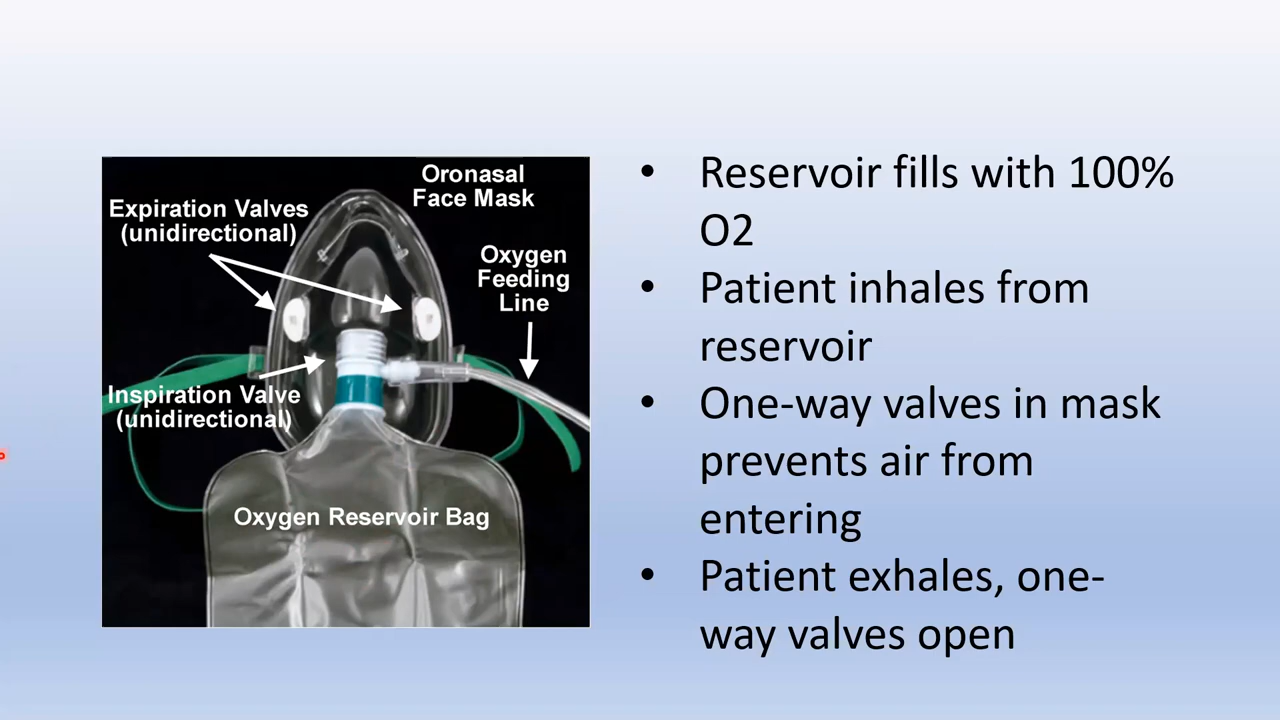 Oronasal
Face Mask
Expiration Valves
(unidirectional)
Oxygen
Feeding
Line
Inspiration Valve
(unidirectional)
Oxygen Reservoir Bag
• Reservoir fills with 100%
O2
• Patient inhales from
reservoir
• One-way valves in mask
prevents air from
entering
• Patient exhales, one-
way valves open